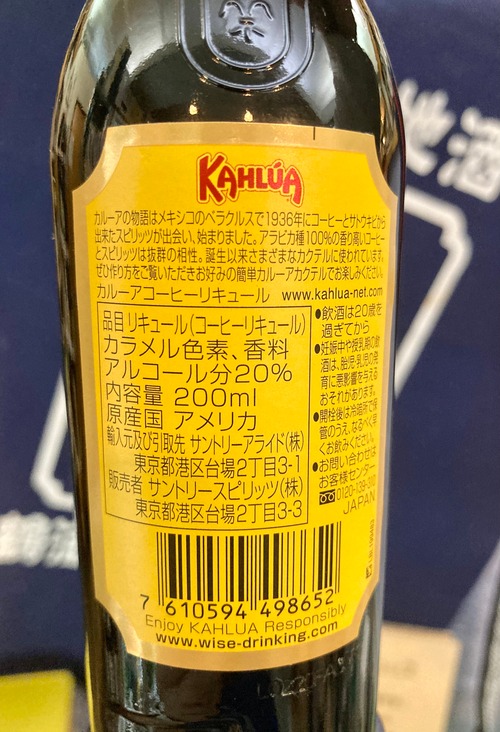 KAHLÚA
カルーアの物語はメキシコのベラクルスで1936年にコーヒーとサトウキビから
出来たスピリッツが出会い、始まりました。アラビカ種100%の香り高いコーヒー
とスピリッツは抜群の相性。誕生以来さまざまなカクテルに使われています。
ぜひ作り方をご覧いただきお好みの簡単カルーアカクテルでお楽しみください。
カルーアコーヒーリキュール www.kahlua-net.com
品目 リキュール(コーヒーリキュール)
カラメル色素、香料
アルコール分20%
内容量 200ml
原産国 アメリカ
輸入元及び引取先 サントリーアライド(株)
東京都港区台場2丁目3-1
販売者 サントリースピリッツ(株)
東京都港区台場2丁目3-3
●飲酒は20歳を
過ぎてから
●妊娠中や授乳期の飲
酒は、胎児・乳児の発
育に悪影響を与える
おそれがあります。
●開栓後は冷暗所で保
管のうえ、なるべく早
くお飲みください。
●お問い合わせは
お客様センター
0120-139-310
JAPAN
7 610594 498652
Enjoy KAHLÚA Responsibly
www.wise-drinking.com
地酒